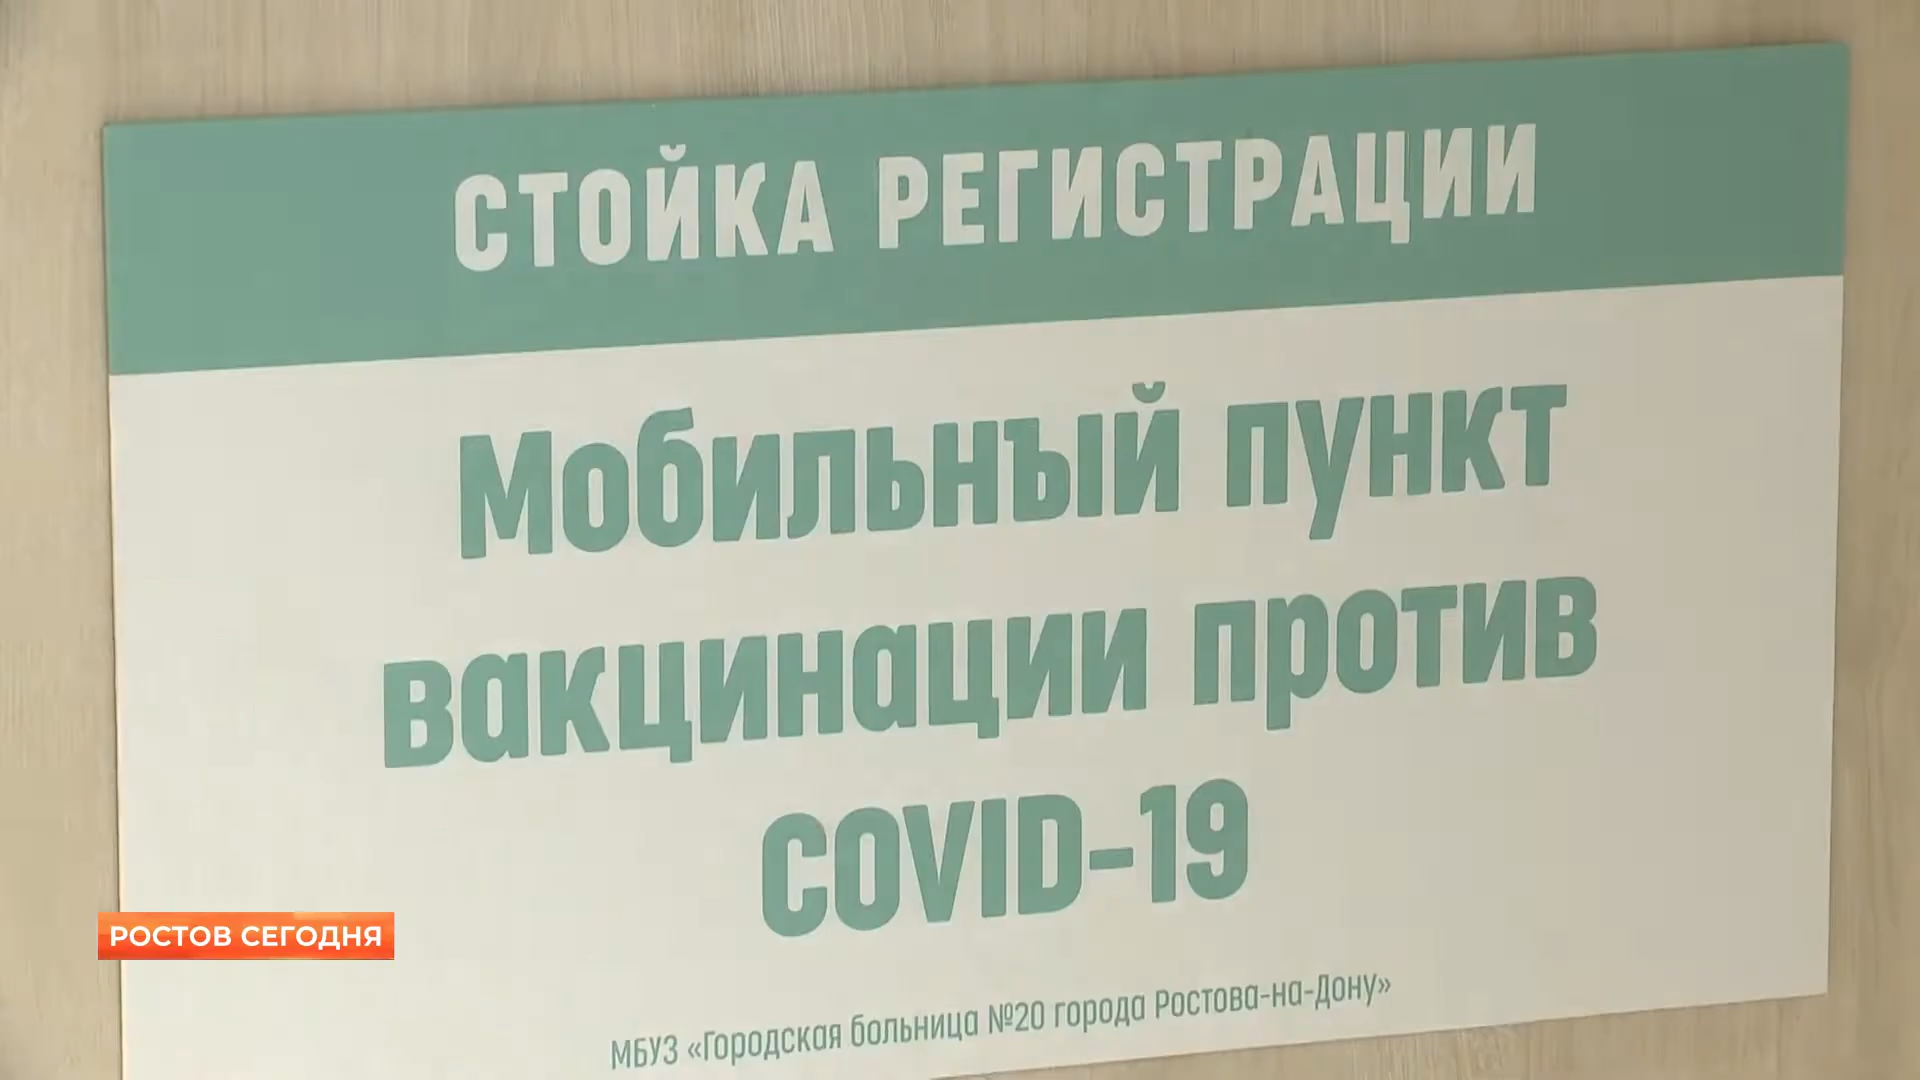 СТОЙКА РЕГИСТРАЦИИ
Мобильный пункт
вакцинации против
COVID-19
РОСТОВ СЕГОДНЯ
МБУЗ «Городская больница №20 города Ростова-на-Дону»